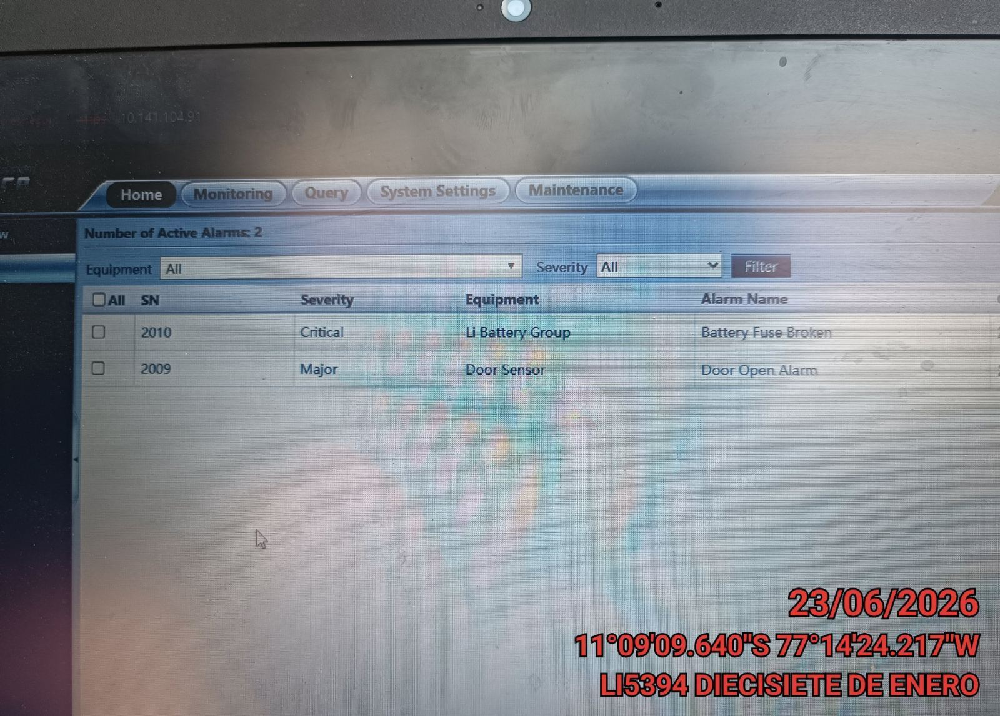 10.141.104.91
Home Monitoring Query System Settings Maintenance
Number of Active Alarms: 2
Equipment All Severity All Filter
All SN Severity Equipment Alarm Name
2010 Critical Li Battery Group Battery Fuse Broken
2009 Major Door Sensor Door Open Alarm
23/06/2026
11°09'09.640"S 77°14'24.217"W
LI5394 DIECISIETE DE ENERO